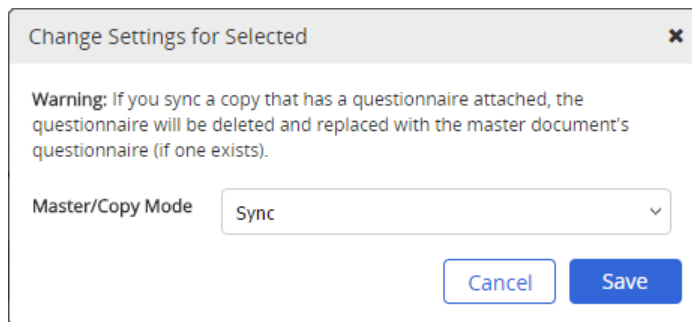 Change Settings for Selected
Warning: If you sync a copy that has a questionnaire attached, the
questionnaire will be deleted and replaced with the master document's
questionnaire (if one exists).
Master/Copy Mode
Sync
Cancel
Save